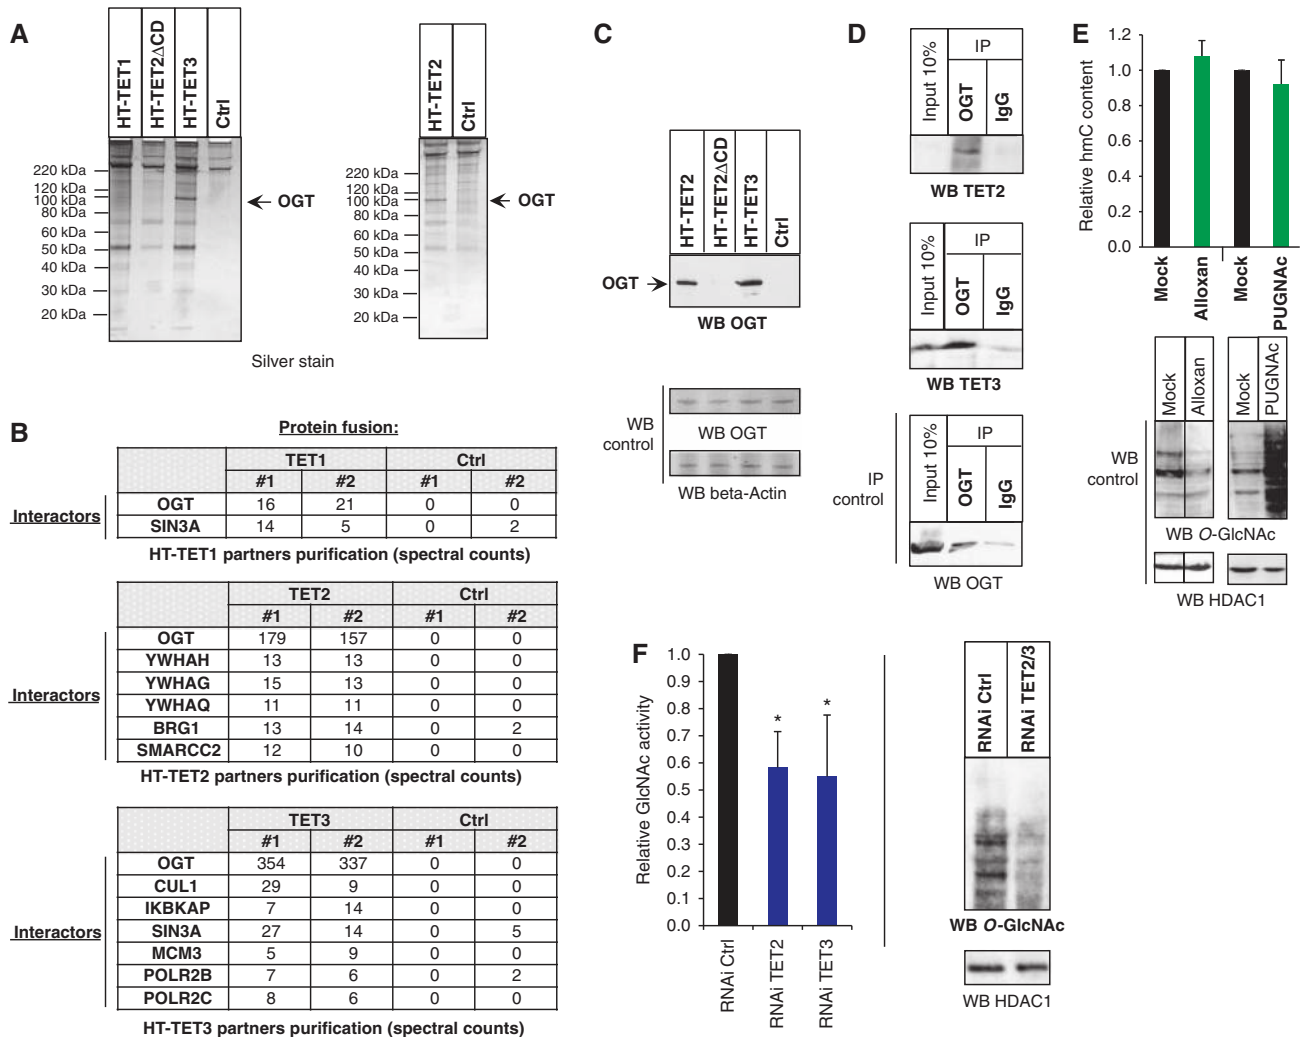 A
HT-TET1
HT-TET2ΔCD
HT-TET3
Ctrl
220 kDa
120 kDa
100 kDa
80 kDa
60 kDa
50 kDa
40 kDa
30 kDa
20 kDa
OGT
HT-TET2
Ctrl
220 kDa
120 kDa
100 kDa
80 kDa
60 kDa
50 kDa
40 kDa
30 kDa
20 kDa
OGT
Silver stain
B
Protein fusion:
TET1 Ctrl
#1 #2 #1 #2
Interactors
OGT 16 21 0 0
SIN3A 14 5 0 2
HT-TET1 partners purification (spectral counts)
TET2 Ctrl
#1 #2 #1 #2
Interactors
OGT 179 157 0 0
YWHAH 13 13 0 0
YWHAG 15 13 0 0
YWHAQ 11 11 0 0
BRG1 13 14 0 2
SMARCC2 12 10 0 0
HT-TET2 partners purification (spectral counts)
TET3 Ctrl
#1 #2 #1 #2
Interactors
OGT 354 337 0 0
CUL1 29 9 0 0
IKBKAP 7 14 0 0
SIN3A 27 14 0 5
MCM3 5 9 0 0
POLR2B 7 6 0 2
POLR2C 8 6 0 0
HT-TET3 partners purification (spectral counts)
C
HT-TET2
HT-TET2ΔCD
HT-TET3
Ctrl
OGT
WB OGT
WB control
WB OGT
WB beta-Actin
D
Input 10%
IP
OGT
IgG
WB TET2
Input 10%
IP
OGT
IgG
WB TET3
IP control
Input 10%
IP
OGT
IgG
WB OGT
E
Relative hmC content
1.2
1.0
0.8
0.6
0.4
0.2
0.0
Mock
Alloxan
Mock
PUGNAc
Mock
Alloxan
Mock
PUGNAc
WB control
WB O-GlcNAc
WB HDAC1
F
Relative GlcNAc activity
1.0
0.9
0.8
0.7
0.6
0.5
0.4
0.3
0.2
0.1
0.0
*
*
RNAi Ctrl
RNAi TET2
RNAi TET3
RNAi Ctrl
RNAi TET2/3
WB O-GlcNAc
WB HDAC1